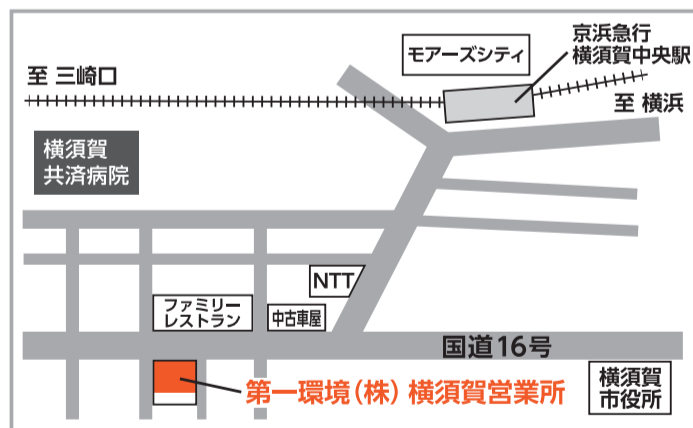 モアーズシティ
京浜急行
横須賀中央駅
至 三崎口
至 横浜
横須賀
共済病院
NTT
ファミリー
レストラン
中古車屋
国道16号
横須賀
市役所
第一環境(株) 横須賀営業所